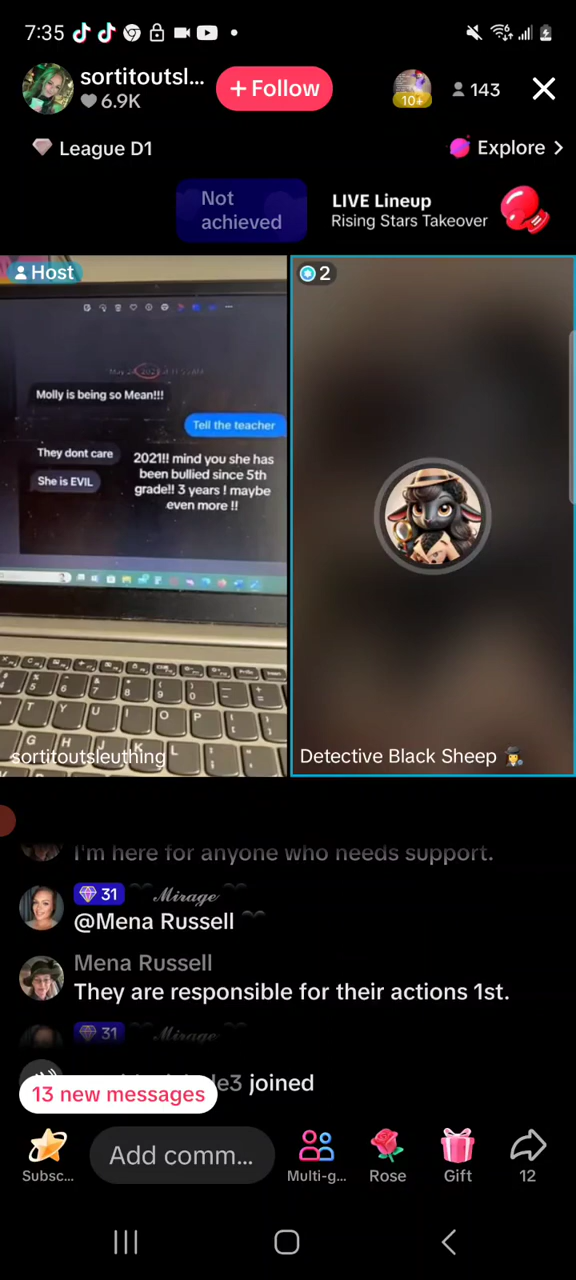 7:35
sortitoutsl...
6.9K
+ Follow
10+
143
League D1
Explore >
Not
achieved
LIVE Lineup
Rising Stars Takeover
Host
2
Molly is being so Mean!!!
Tell the teacher
They dont care
She is EVIL
2021!! mind you she has
been bullied since 5th
grade!! 3 years ! maybe
even more !!
sortitoutsleuthing
Detective Black Sheep
I'm here for anyone who needs support.
31 Mirage
@Mena Russell
Mena Russell
They are responsible for their actions 1st.
31 Mirage
joined
13 new messages
Add comm...
Subsc...
Multi-g...
Rose
Gift
12